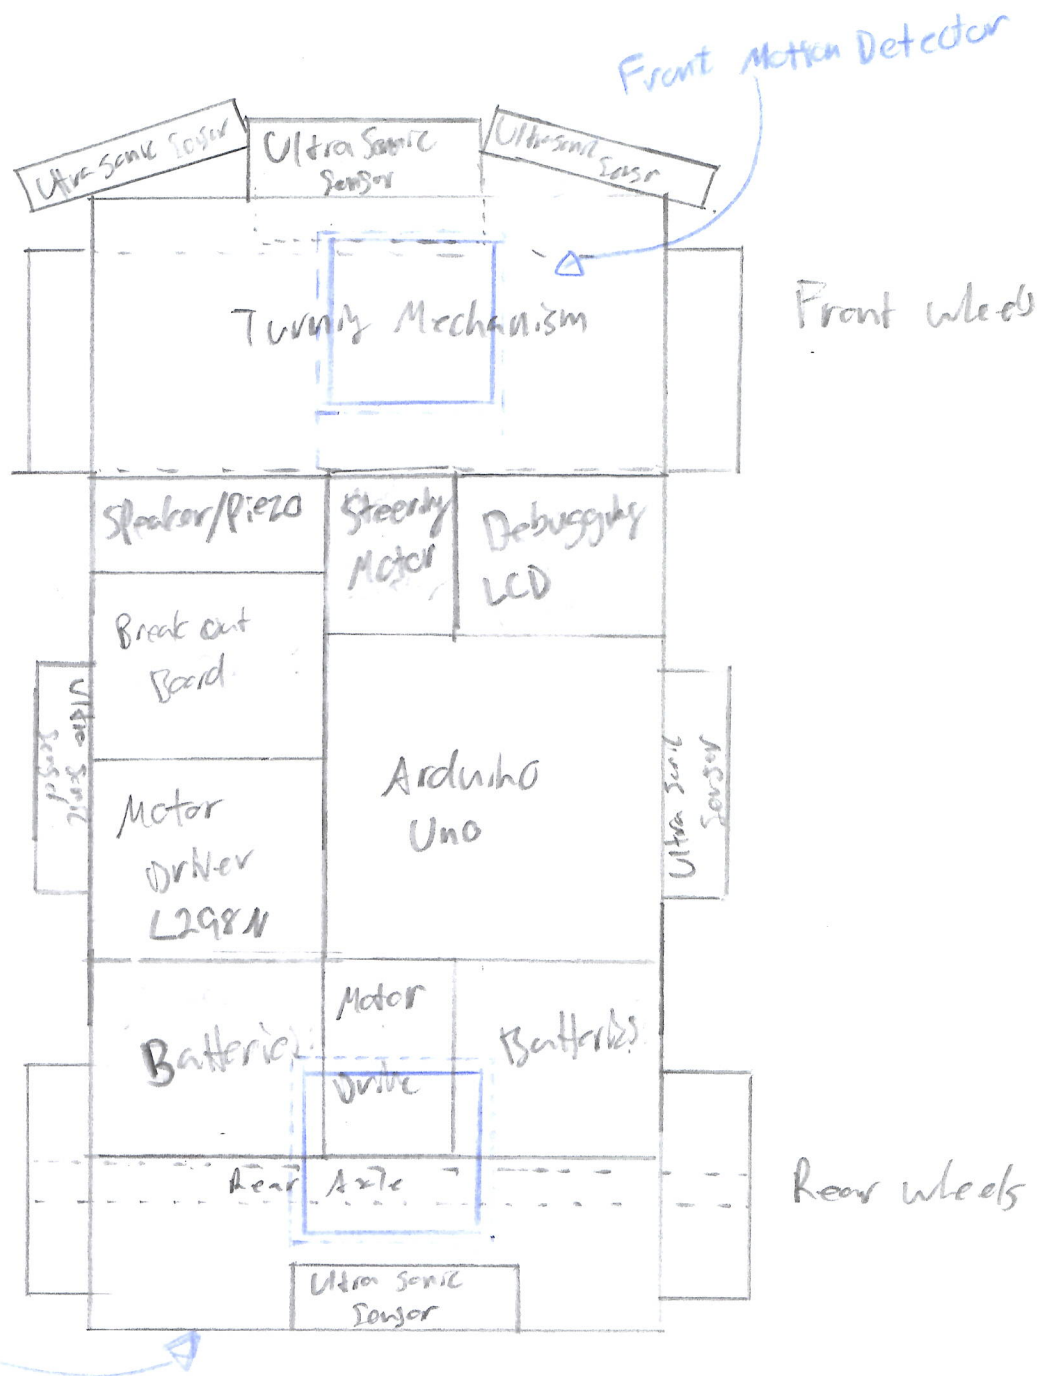 Front Motion Detector
Ultra Sonic Sensor
Ultra Sonic
Sensor
Ultrasonic
Sensor
Turning Mechanism
Front wheels
Speaker/Piezo
Steering
Motor
Debugging
LCD
Break out
Board
Ultra Sonic
Sensor
Arduino
Uno
Ultra Sonic
Sensor
Motor
Driver
L298N
Batteries
Motor
Drive
Batteries
Rear Axle
Rear wheels
Ultra Sonic
Sensor